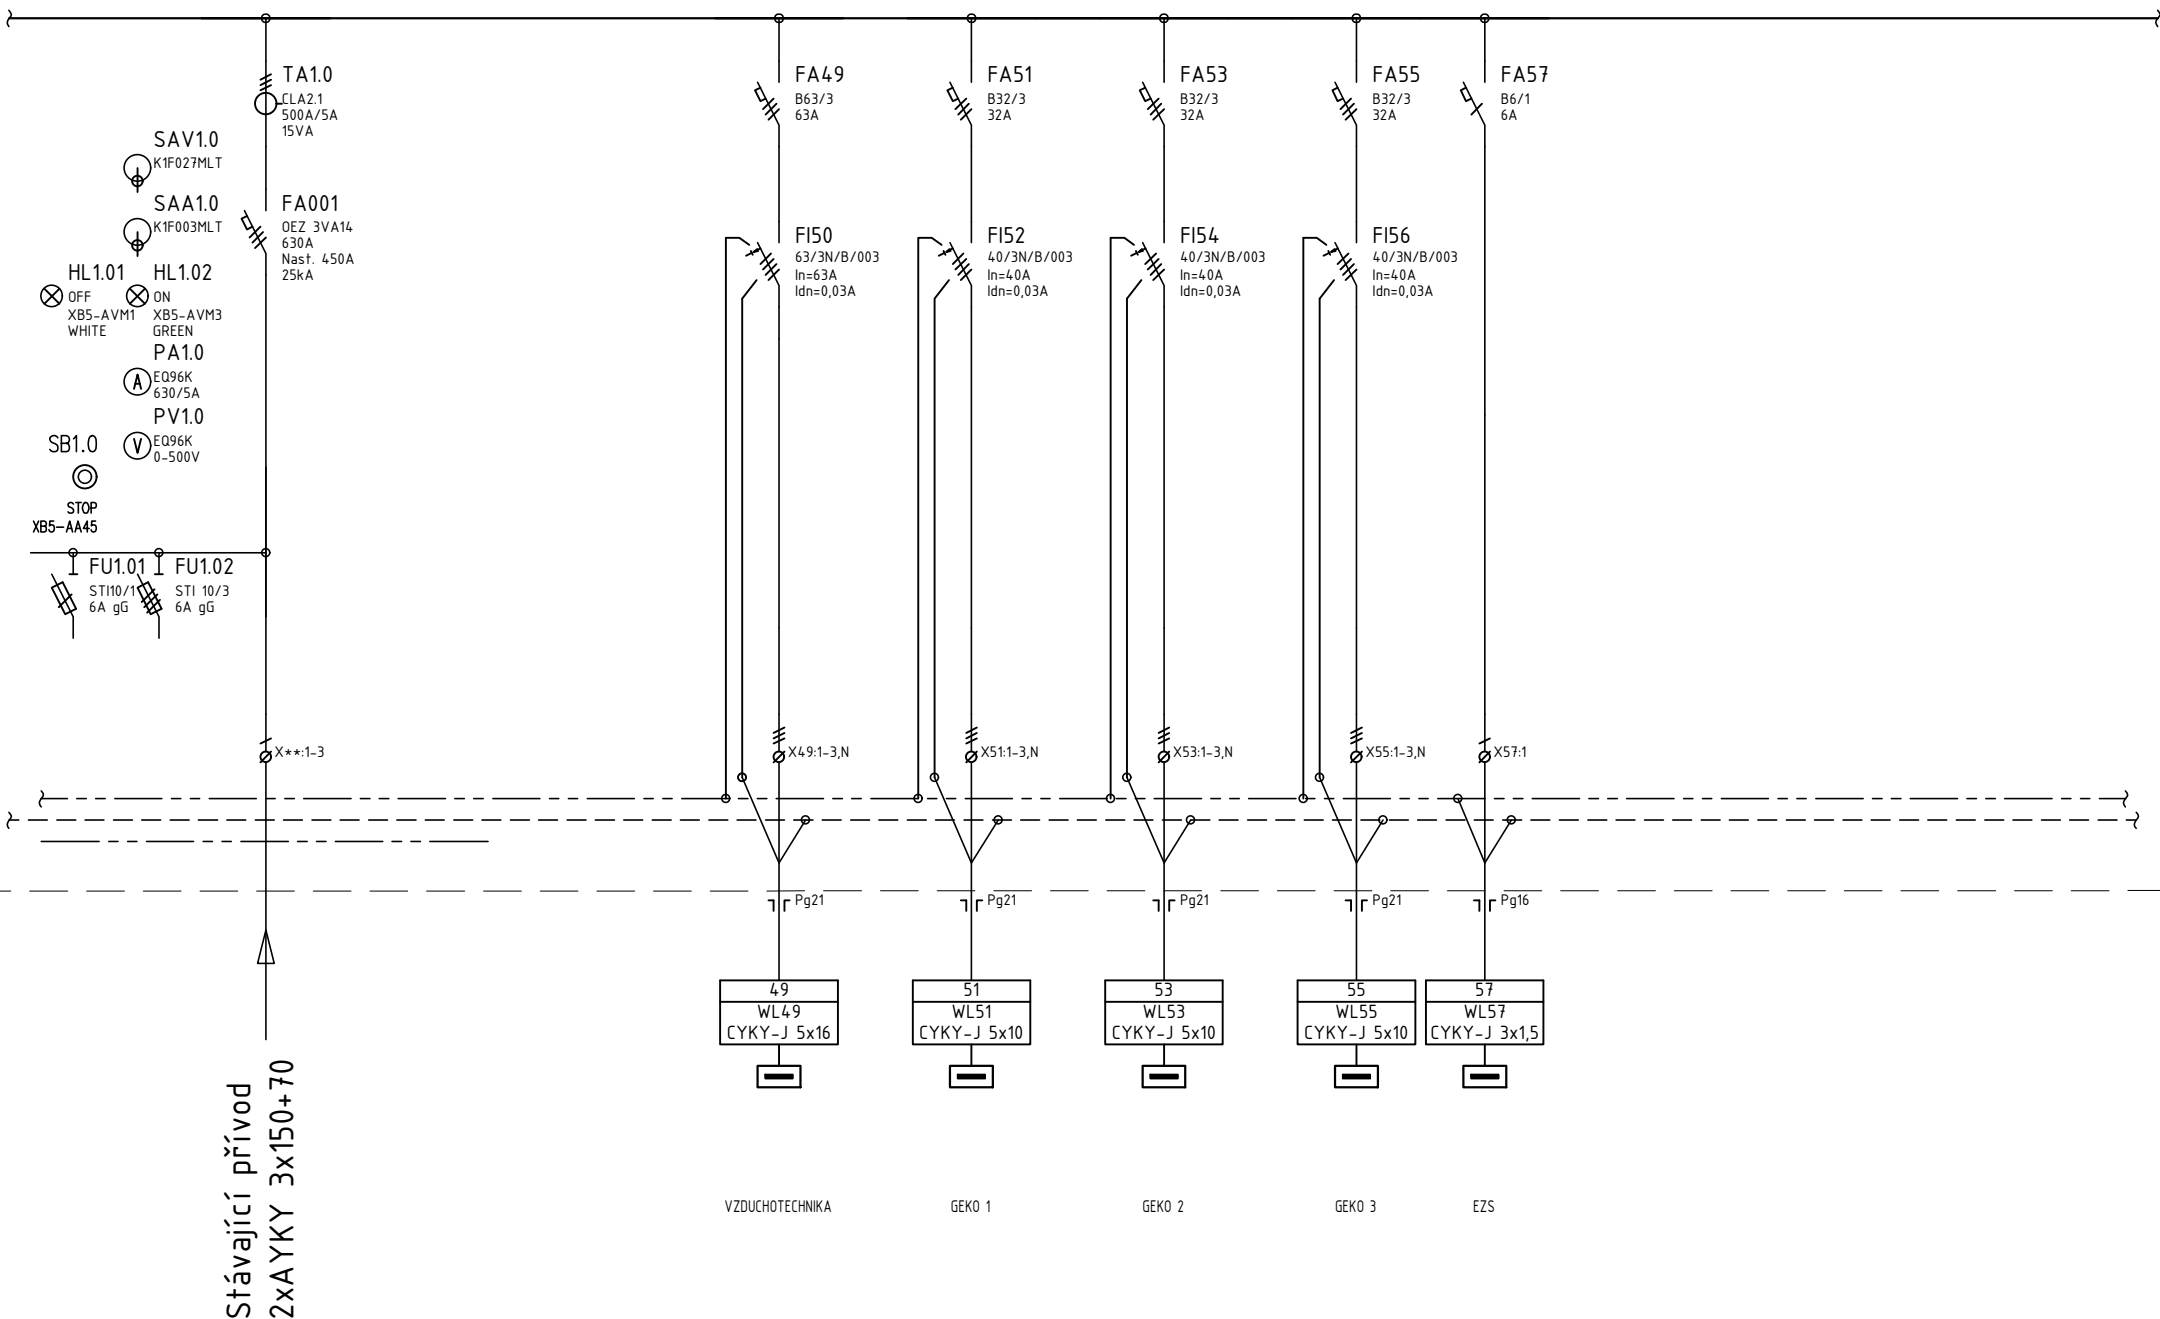 TA1.0
CLA2.1
500A/5A
15VA
SAV1.0
K1F027MLT
SAA1.0
K1F003MLT
FA001
OEZ 3VA14
630A
Nast. 450A
25kA
HL1.01
OFF
XB5-AVM1
WHITE
HL1.02
ON
XB5-AVM3
GREEN
PA1.0
A
EQ96K
630/5A
PV1.0
V
EQ96K
0-500V
SB1.0
STOP
XB5-AA45
FU1.01
STI10/1
6A gG
FU1.02
STI 10/3
6A gG
X**:1-3
Stávající přívod
2xAYKY 3x150+70
FA49
B63/3
63A
FI50
63/3N/B/003
In=63A
Idn=0,03A
X49:1-3,N
Pg21
49
WL49
CYKY-J 5x16
VZDUCHOTECHNIKA
FA51
B32/3
32A
FI52
40/3N/B/003
In=40A
Idn=0,03A
X51:1-3,N
Pg21
51
WL51
CYKY-J 5x10
GEKO 1
FA53
B32/3
32A
FI54
40/3N/B/003
In=40A
Idn=0,03A
X53:1-3,N
Pg21
53
WL53
CYKY-J 5x10
GEKO 2
FA55
B32/3
32A
FI56
40/3N/B/003
In=40A
Idn=0,03A
X55:1-3,N
Pg21
55
WL55
CYKY-J 5x10
GEKO 3
FA57
B6/1
6A
X57:1
Pg16
57
WL57
CYKY-J 3x1,5
EZS